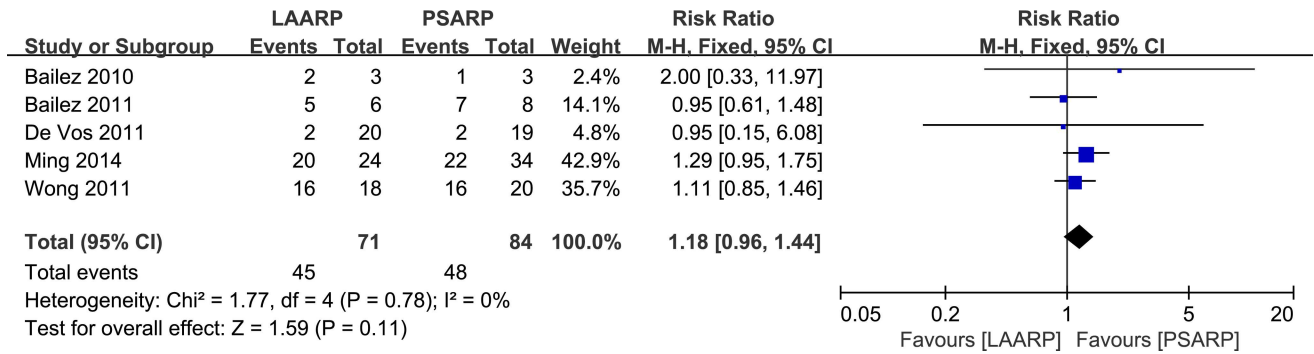 LAARP PSARP Risk Ratio Risk Ratio
Study or Subgroup Events Total Events Total Weight M-H, Fixed, 95% CI M-H, Fixed, 95% CI
Bailez 2010 2 3 1 3 2.4% 2.00 [0.33, 11.97]
Bailez 2011 5 6 7 8 14.1% 0.95 [0.61, 1.48]
De Vos 2011 2 20 2 19 4.8% 0.95 [0.15, 6.08]
Ming 2014 20 24 22 34 42.9% 1.29 [0.95, 1.75]
Wong 2011 16 18 16 20 35.7% 1.11 [0.85, 1.46]
Total (95% CI) 71 84 100.0% 1.18 [0.96, 1.44]
Total events 45 48
Heterogeneity: Chi² = 1.77, df = 4 (P = 0.78); I² = 0%
Test for overall effect: Z = 1.59 (P = 0.11)
0.05 0.2 1 5 20
Favours [LAARP] Favours [PSARP]